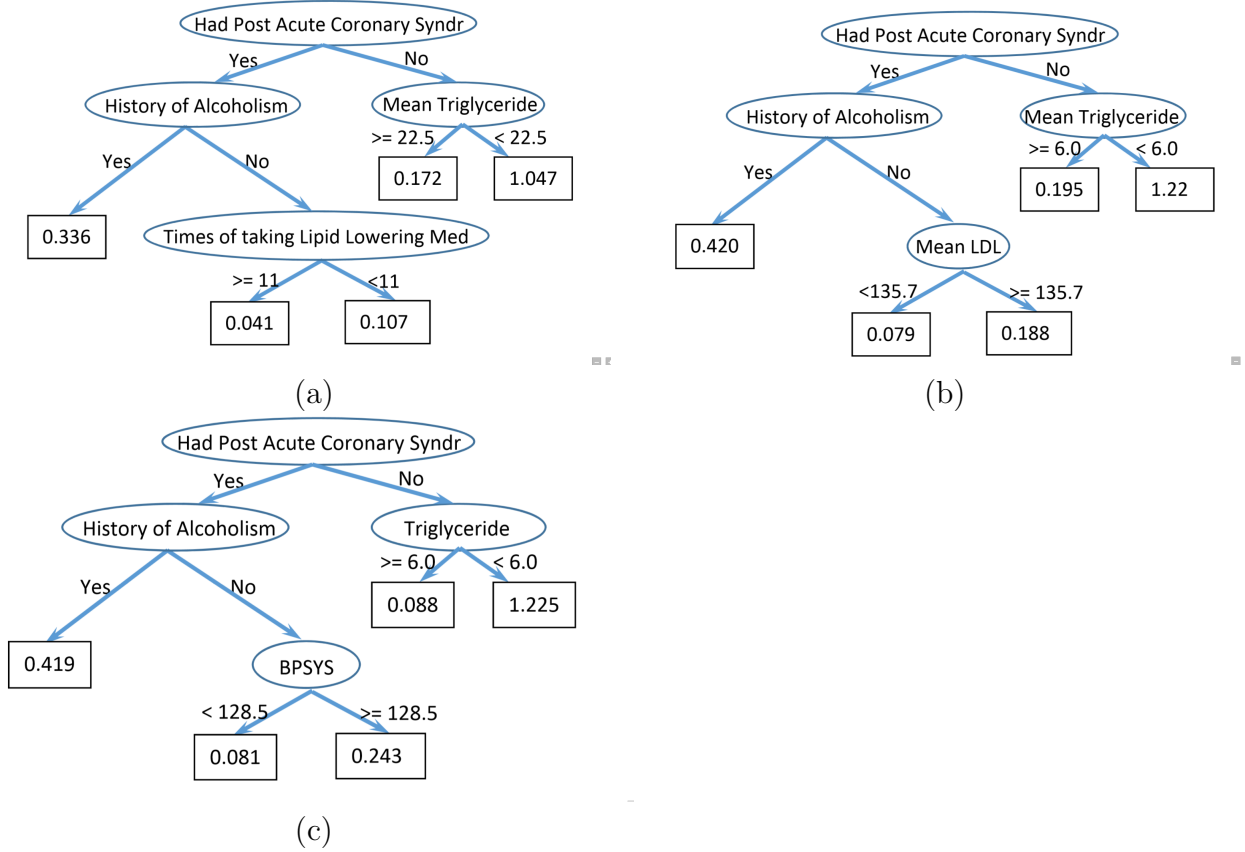 Had Post Acute Coronary Syndr
Yes
No
History of Alcoholism
Mean Triglyceride
>= 22.5
< 22.5
Yes
No
0.172
1.047
0.336
Times of taking Lipid Lowering Med
>= 11
<11
0.041
0.107
(a)
Had Post Acute Coronary Syndr
Yes
No
History of Alcoholism
Mean Triglyceride
>= 6.0
< 6.0
Yes
No
0.195
1.22
0.420
Mean LDL
<135.7
>= 135.7
0.079
0.188
(b)
Had Post Acute Coronary Syndr
Yes
No
History of Alcoholism
Triglyceride
>= 6.0
< 6.0
Yes
No
0.088
1.225
0.419
BPSYS
< 128.5
>= 128.5
0.081
0.243
(c)